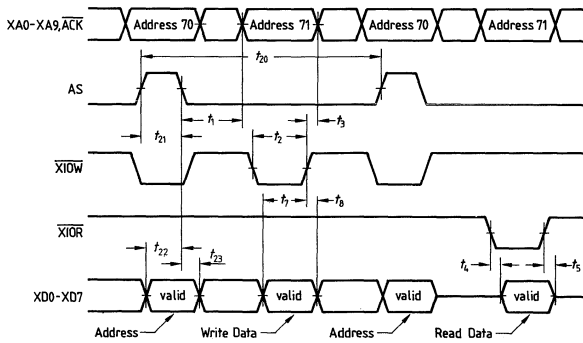 XA0-XA9,ACK Address 70 Address 71 Address 70 Address 71
t20
AS
t1 t3
t21 t2
XIOW
t7 t8
XIOR
t22 t23 t4 t5
XD0-XD7 valid valid valid valid
Address Write Data Address Read Data